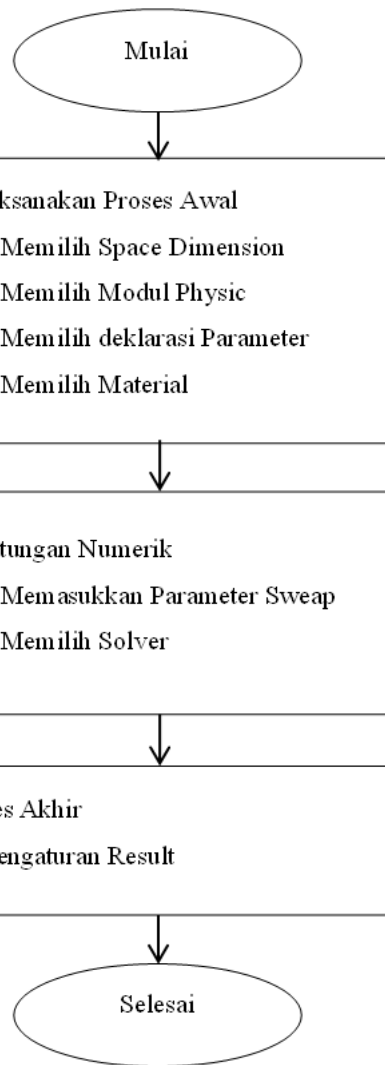 Mulai
ksanakan Proses Awal
Memilih Space Dimension
Memilih Modul Physic
Memilih deklarasi Parameter
Memilih Material
tungan Numerik
Memasukkan Parameter Sweap
Memilih Solver
es Akhir
engaturan Result
Selesai